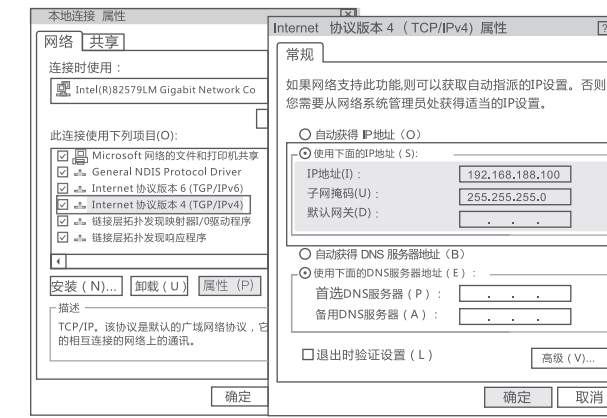 本地连接 属性
网络 共享
连接时使用：
Intel(R)82579LM Gigabit Network Co
此连接使用下列项目(O):
Microsoft 网络的文件和打印机共享
General NDIS Protocol Driver
Internet 协议版本 6 (TGP/IPv6)
Internet 协议版本 4 (TGP/IPv4)
链接层拓扑发现映射器I/0驱动程序
链接层拓扑发现响应程序
安装（N)... 卸载（U） 属性（P）
描述
TCP/IP。该协议是默认的广域网络协议，它
的相互连接的网络上的通讯。
确定
Internet 协议版本 4 （TCP/IPv4) 属性 ?
常规
如果网络支持此功能,则可以获取自动指派的IP设置。否则
您需要从网络系统管理员处获得适当的IP设置。
自动获得 IP地址（O）
使用下面的IP地址（S):
IP地址(I)： 192.168.188.100
子网掩码(U)： 255.255.255.0
默认网关(D)： . . .
自动获得 DNS 服务器地址（B）
使用下面的DNS服务器地址（E）：
首选DNS服务器（P）： . . .
备用DNS服务器（A）： . . .
退出时验证设置（L） 高级（V)...
确定 取消